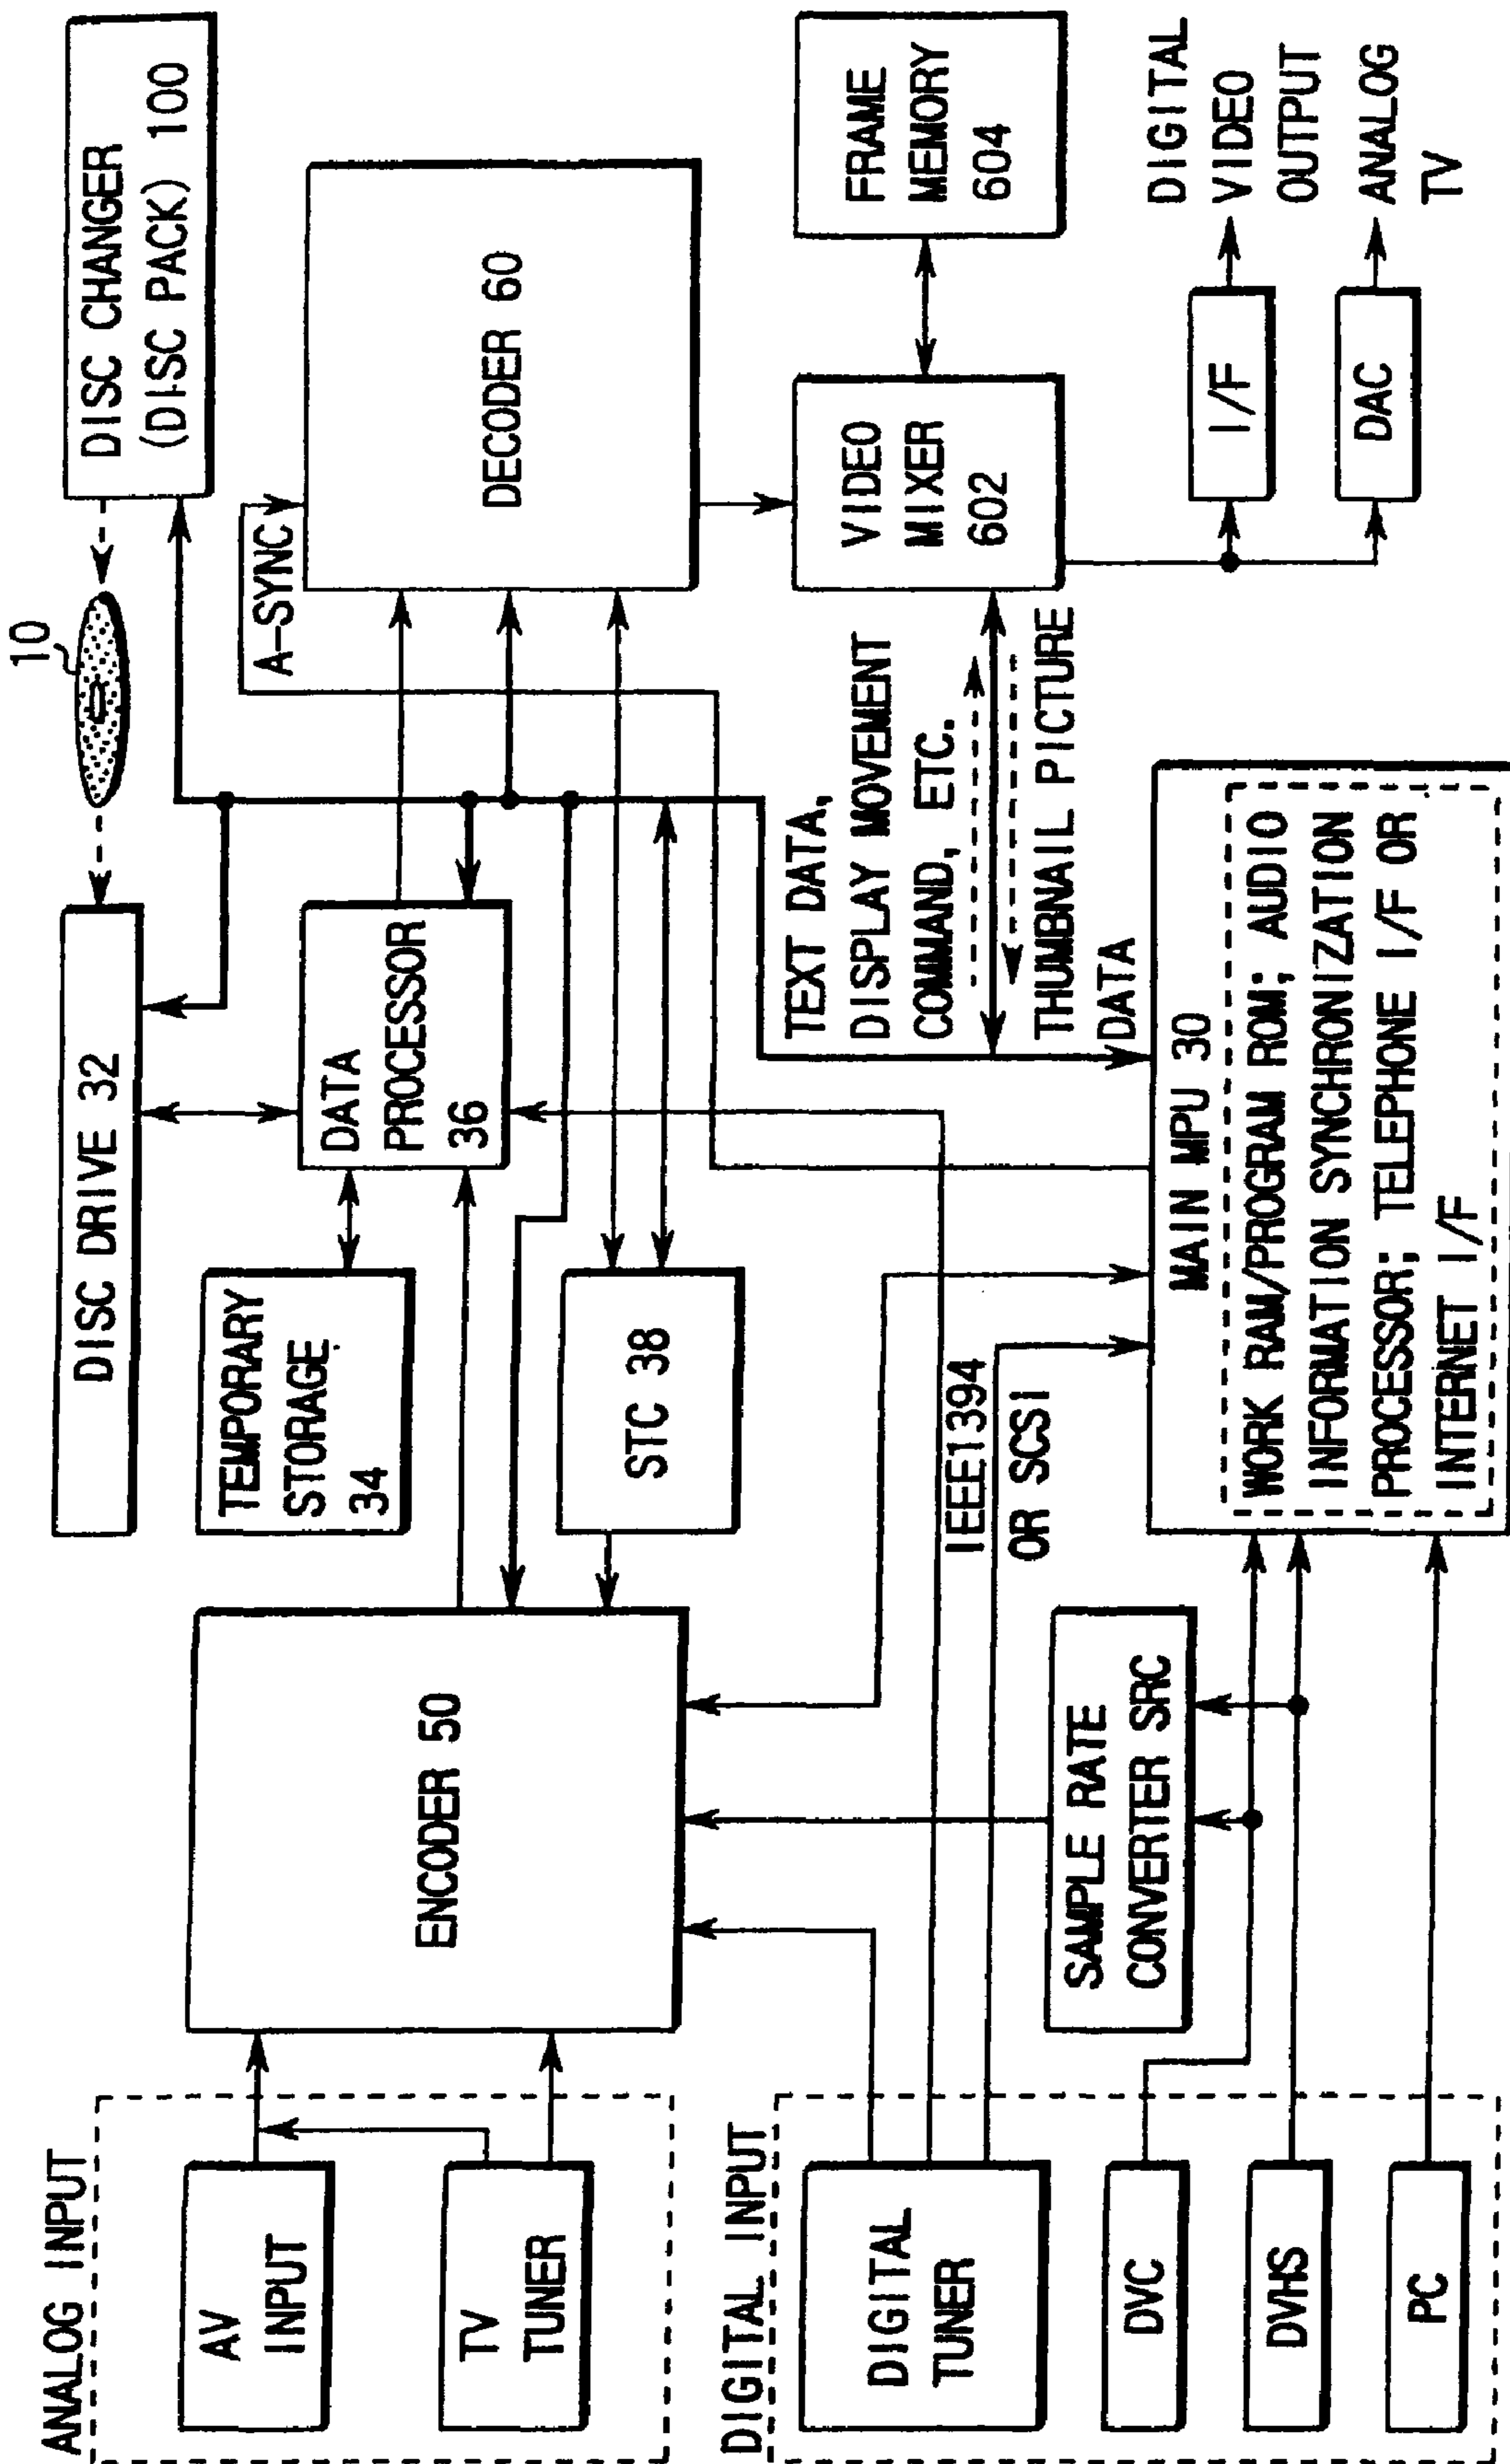 ANALOG INPUT
AV
INPUT
TV
TUNER
DIGITAL INPUT
DIGITAL
TUNER
DVC
DVHS
PC
ENCODER 50
SAMPLE RATE
CONVERTER SRC
DISC DRIVE 32
TEMPORARY
STORAGE
34
DATA
PROCESSOR
36
STC 38
IEEE1394
OR SCSI
MAIN MPU 30
WORK RAM/PROGRAM ROM; AUDIO
INFORMATION SYNCHRONIZATION
PROCESSOR; TELEPHONE I/F OR
INTERNET I/F
10
DISC CHANGER
(DISC PACK) 100
A-SYNC
DECODER 60
TEXT DATA,
DISPLAY MOVEMENT
COMMAND, ETC.
THUMBNAIL PICTURE
DATA
VIDEO
MIXER
602
FRAME
MEMORY
604
I/F
DIGITAL
VIDEO
OUTPUT
DAC
ANALOG
TV